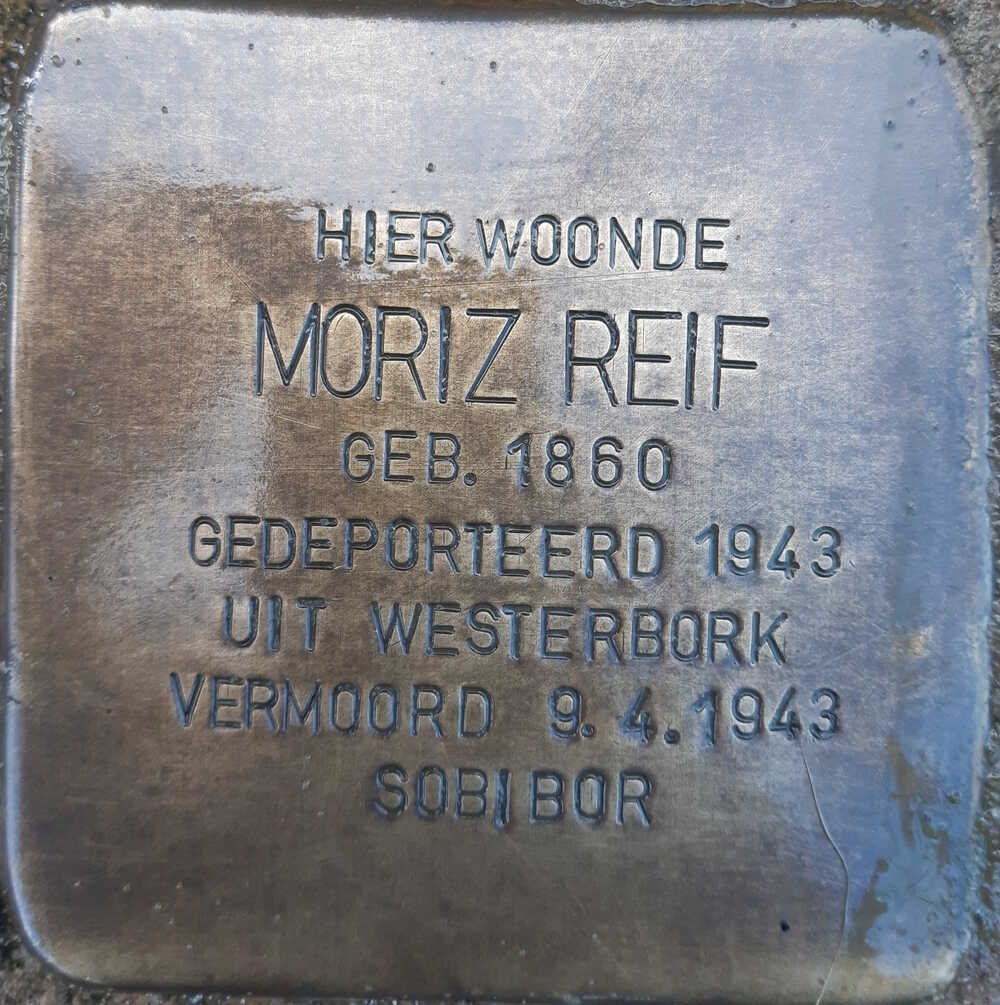 HIER WOONDE
MORIZ REIF
GEB. 1860
GEDEPORTEERD 1943
UIT WESTERBORK
VERMOORD 9.4.1943
SOBIBOR